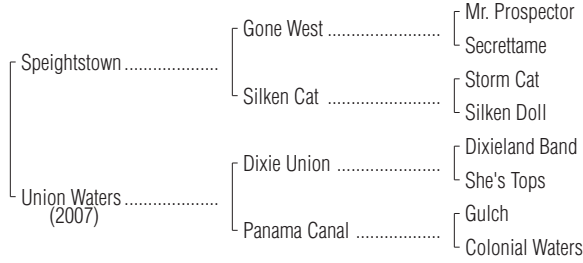 Mr. Prospector
Gone West ........................
Secrettame
Speightstown ....................
Storm Cat
Silken Cat ........................
Silken Doll
Dixieland Band
Dixie Union ......................
She's Tops
Union Waters ....................
(2007)
Gulch
Panama Canal ..................
Colonial Waters